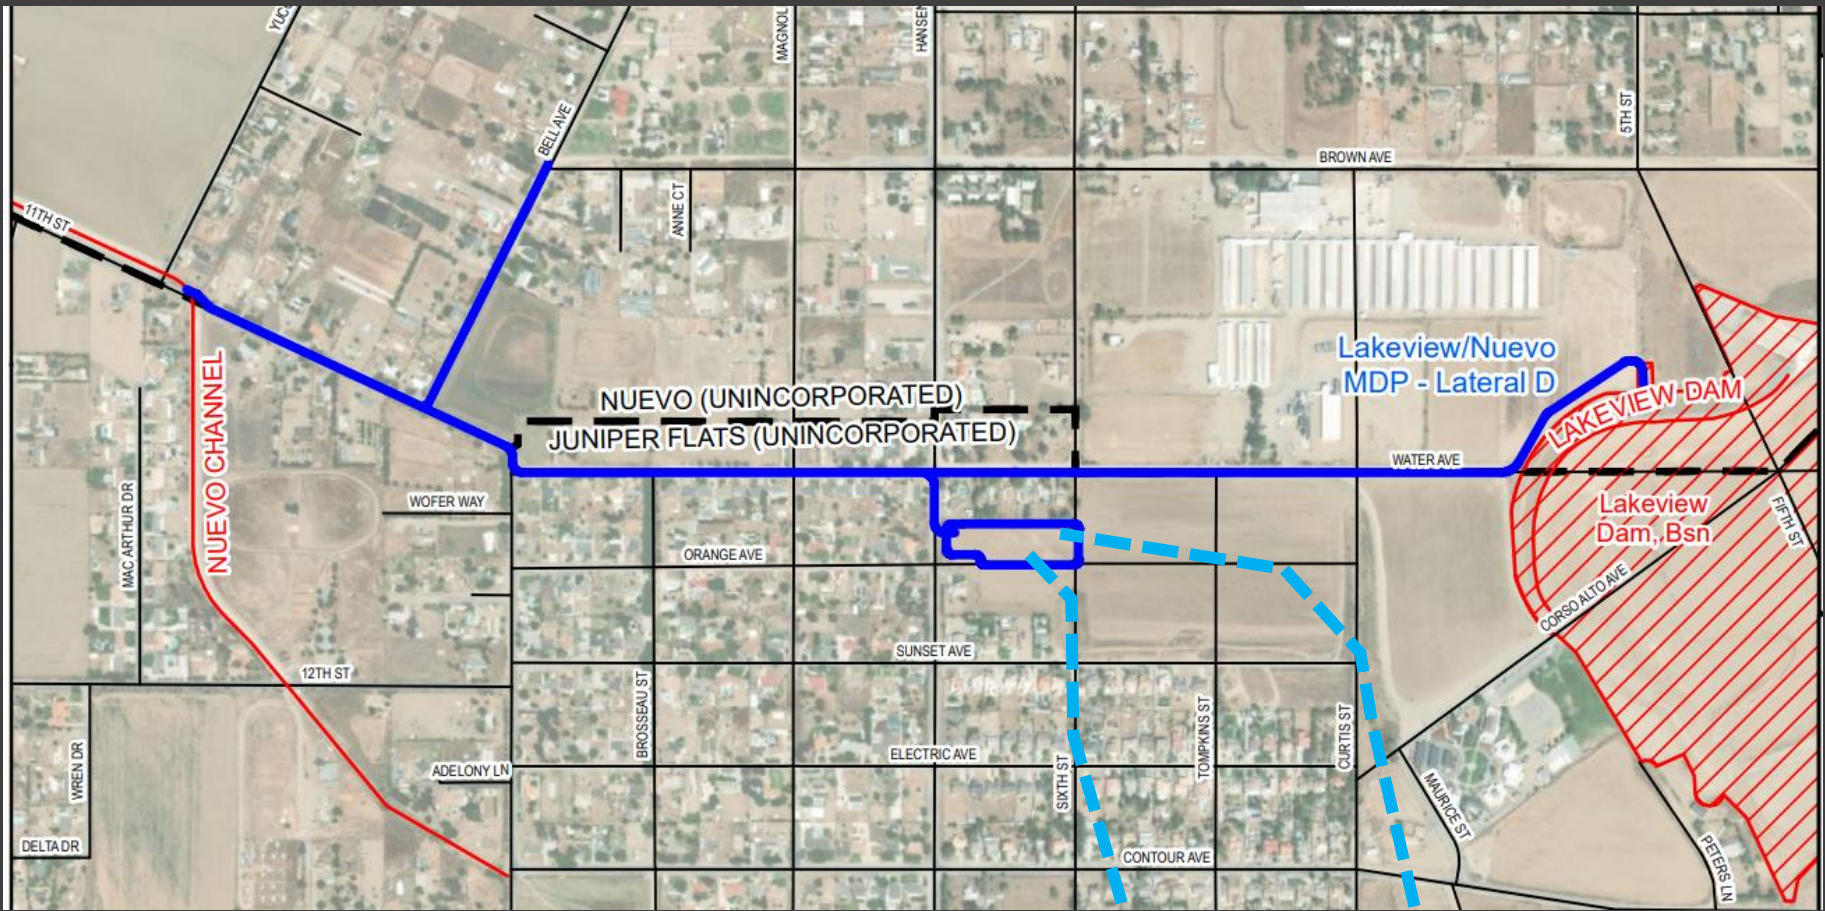 MAGNOL
HANSEN
5TH ST
BELL AVE
BROWN AVE
ANNE CT
11TH ST
Lakeview/Nuevo
MDP - Lateral D
NUEVO (UNINCORPORATED)
JUNIPER FLATS (UNINCORPORATED)
LAKEVIEW DAM
NUEVO CHANNEL
WATER AVE
MAC ARTHUR DR
WOFER WAY
Lakeview
Dam, Bsn
FIFTH ST
ORANGE AVE
CORSO ALTO AVE
SUNSET AVE
12TH ST
BROSSEAU ST
TOMPKINS ST
CURTIS ST
WREN DR
ADELONY LN
ELECTRIC AVE
SIXTH ST
MAURICE ST
DELTA DR
CONTOUR AVE
PETERS LN